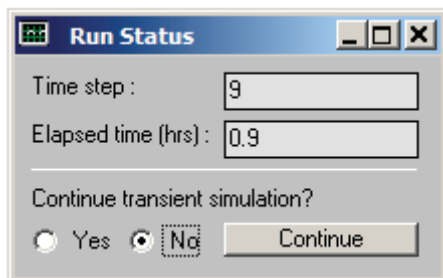 Run Status
Time step : 9
Elapsed time (hrs) : 0.9
Continue transient simulation?
Yes No Continue